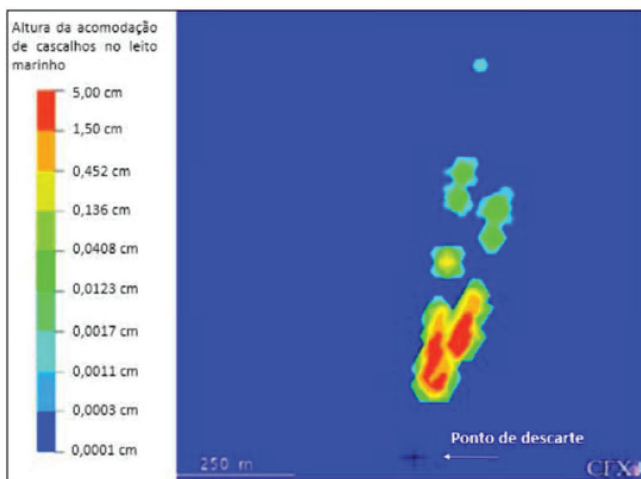 Altura da acomodação
de cascalhos no leito
marinho
5,00 cm
1,50 cm
0,452 cm
0,136 cm
0,0408 cm
0,0123 cm
0,0017 cm
0,0011 cm
0,0003 cm
0,0001 cm
Ponto de descarte
250 m
CFX